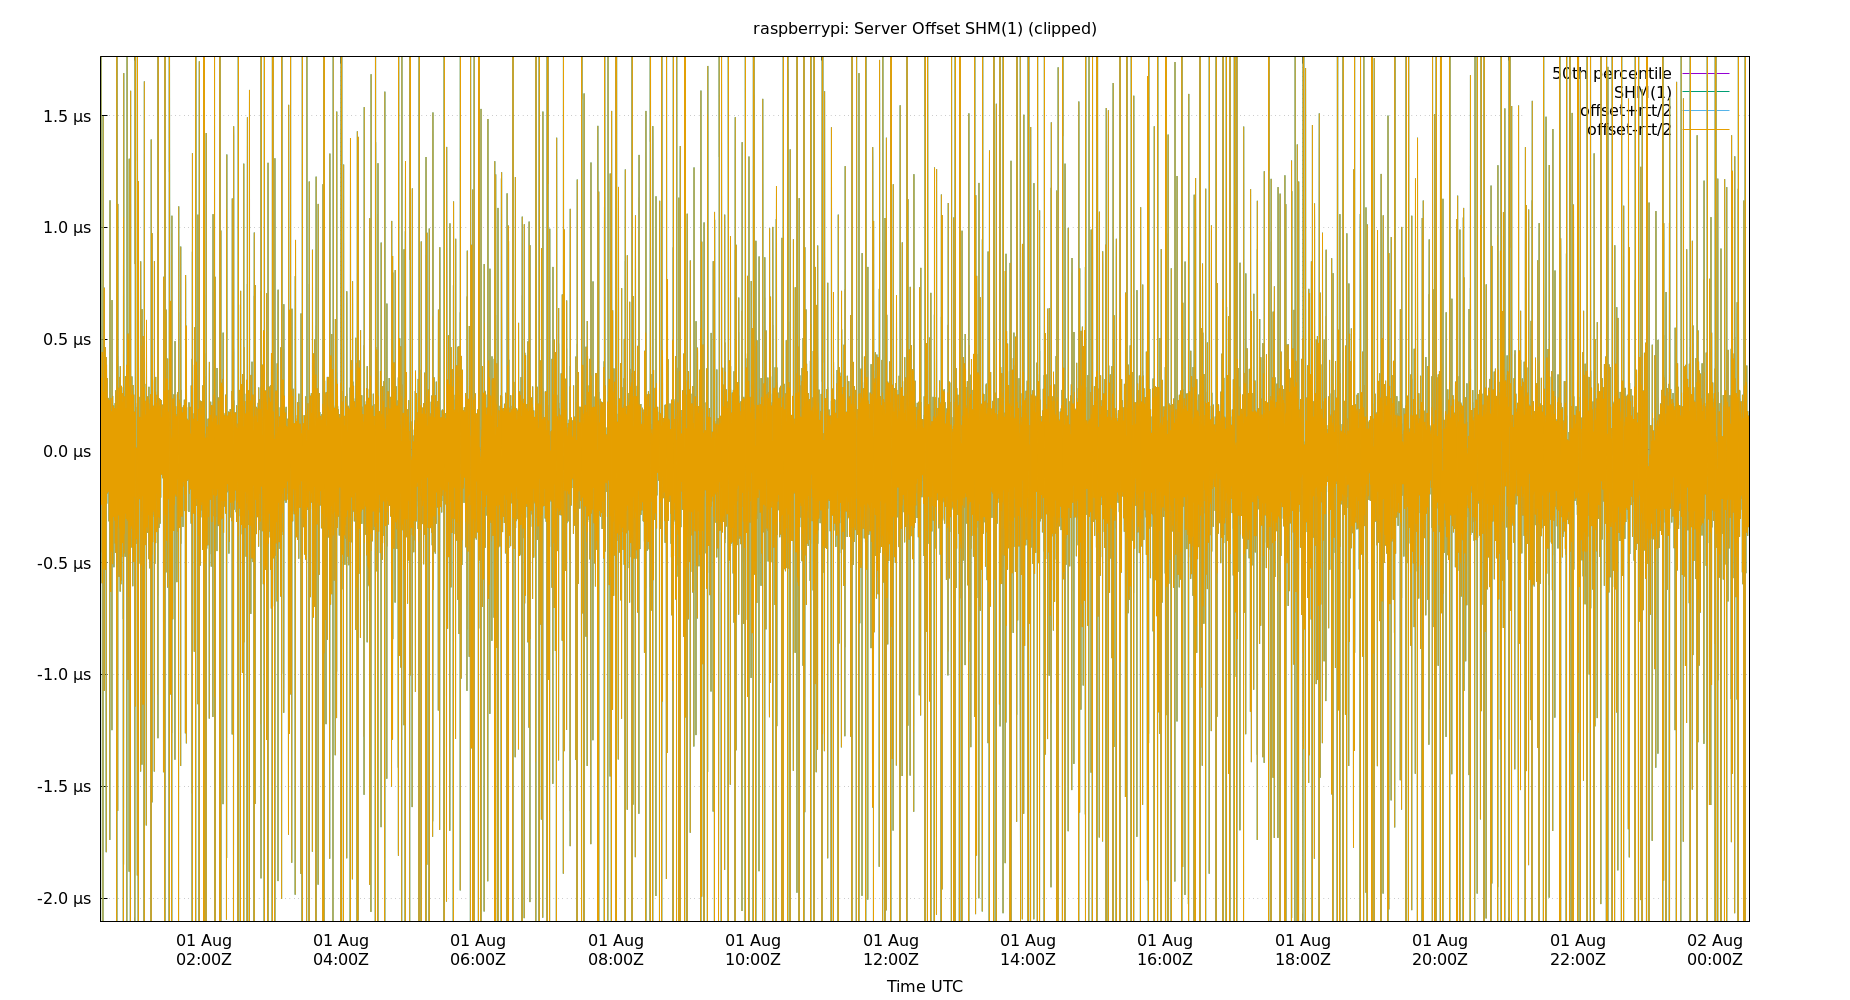 raspberrypi: Server Offset SHM(1) (clipped)
50th percentile
SHM(1)
offset+rtt/2
offset-rtt/2
1.5 µs
1.0 µs
0.5 µs
0.0 µs
-0.5 µs
-1.0 µs
-1.5 µs
-2.0 µs
01 Aug 01 Aug 01 Aug 01 Aug 01 Aug 01 Aug 01 Aug 01 Aug 01 Aug 01 Aug 01 Aug 02 Aug
02:00Z 04:00Z 06:00Z 08:00Z 10:00Z 12:00Z 14:00Z 16:00Z 18:00Z 20:00Z 22:00Z 00:00Z
Time UTC